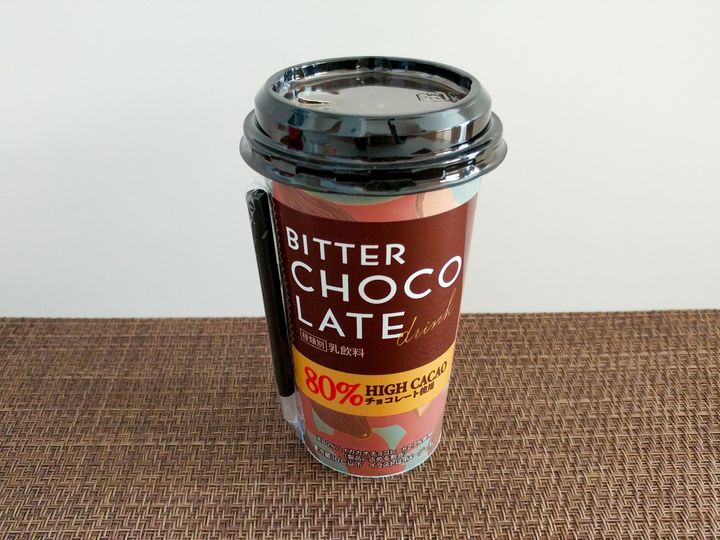 BITTER
CHOCO
LATE
drink
種類別 乳飲料
80% HIGH CACAO
チョコレート使用